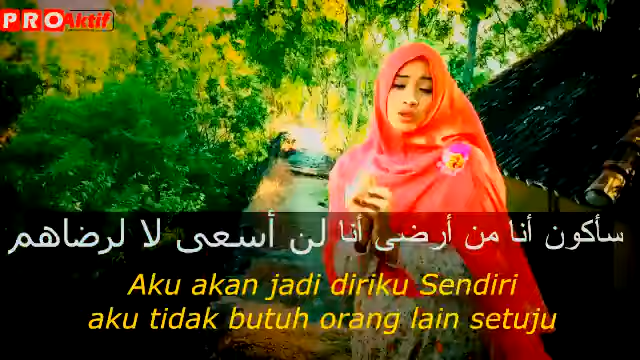 PROAktif
سأكون أنا من أرضى أنا لن أسعى لا لرضاهم
Aku akan jadi diriku Sendiri
aku tidak butuh orang lain setuju